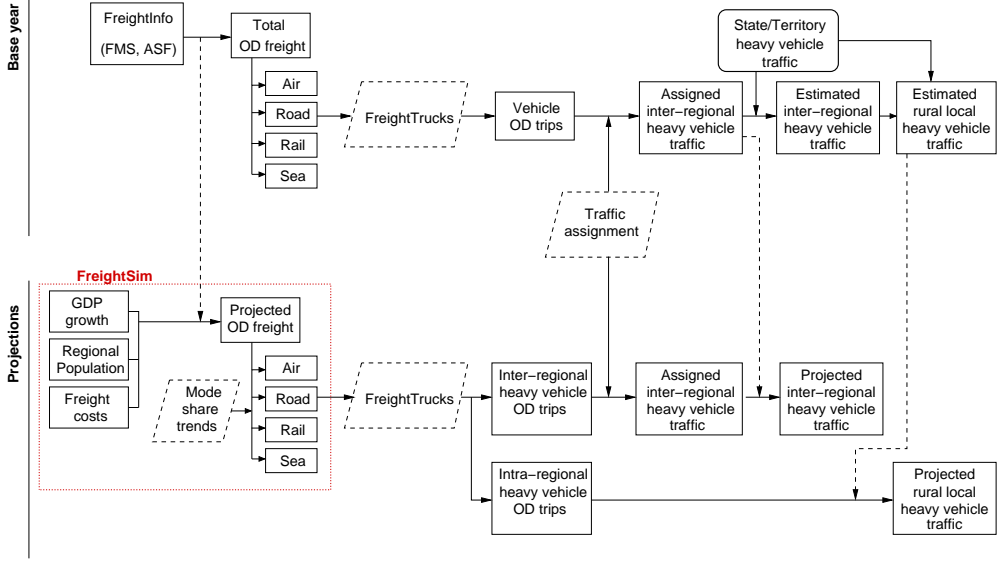 Base year
FreightInfo
(FMS, ASF)
Total
OD freight
Air
Road
Rail
Sea
FreightTrucks
Vehicle
OD trips
Assigned
inter−regional
heavy vehicle
traffic
State/Territory
heavy vehicle
traffic
Estimated
inter−regional
heavy vehicle
traffic
Estimated
rural local
heavy vehicle
traffic
Traffic
assignment
Projections
FreightSim
GDP
growth
Regional
Population
Freight
costs
Projected
OD freight
Mode
share
trends
Air
Road
Rail
Sea
FreightTrucks
Inter−regional
heavy vehicle
OD trips
Assigned
inter−regional
heavy vehicle
traffic
Projected
inter−regional
heavy vehicle
traffic
Intra−regional
heavy vehicle
OD trips
Projected
rural local
heavy vehicle
traffic